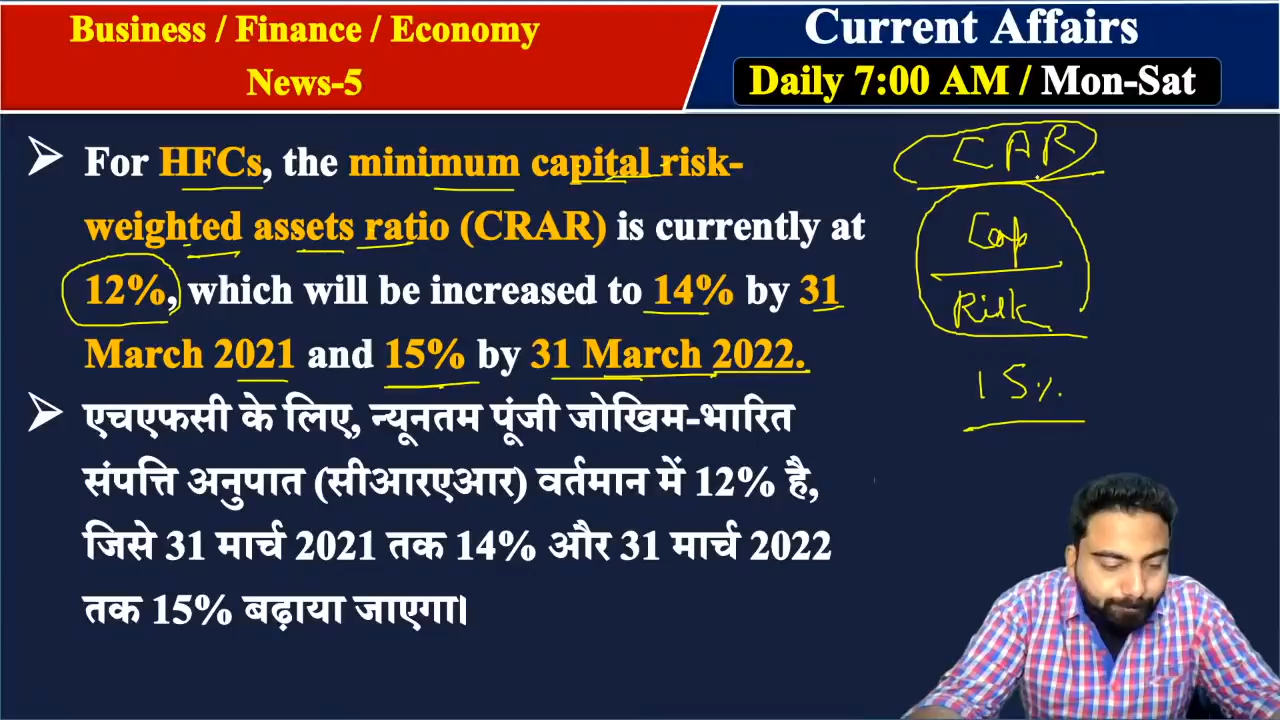 Business / Finance / Economy
News-5
Current Affairs
Daily 7:00 AM / Mon-Sat
➤ For HFCs, the minimum capital risk-
weighted assets ratio (CRAR) is currently at
12%, which will be increased to 14% by 31
March 2021 and 15% by 31 March 2022.
➤ एचएफसी के लिए, न्यूनतम पूंजी जोखिम-भारित
संपत्ति अनुपात (सीआरएआर) वर्तमान में 12% है,
जिसे 31 मार्च 2021 तक 14% और 31 मार्च 2022
तक 15% बढ़ाया जाएगा।
CAR
Cap
Risk
15%